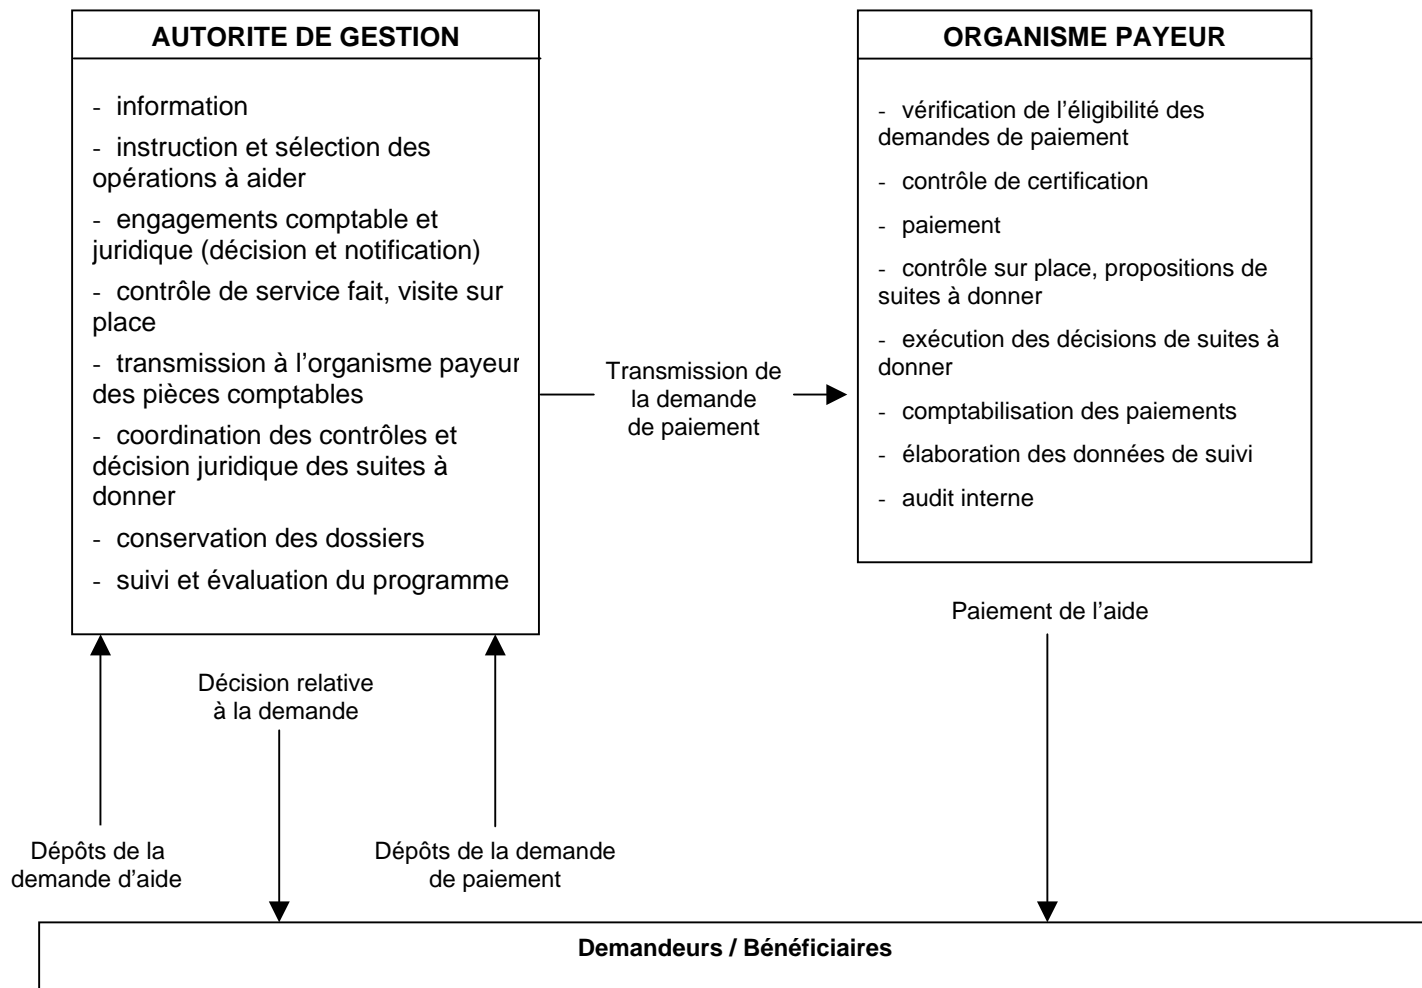 AUTORITE DE GESTION
- information
- instruction et sélection des
opérations à aider
- engagements comptable et
juridique (décision et notification)
- contrôle de service fait, visite sur
place
- transmission à l’organisme payeur
des pièces comptables
- coordination des contrôles et
décision juridique des suites à
donner
- conservation des dossiers
- suivi et évaluation du programme
Transmission de
la demande
de paiement
ORGANISME PAYEUR
- vérification de l’éligibilité des
demandes de paiement
- contrôle de certification
- paiement
- contrôle sur place, propositions de
suites à donner
- exécution des décisions de suites à
donner
- comptabilisation des paiements
- élaboration des données de suivi
- audit interne
Paiement de l’aide
Décision relative
à la demande
Dépôts de la
demande d’aide
Dépôts de la demande
de paiement
Demandeurs / Bénéficiaires